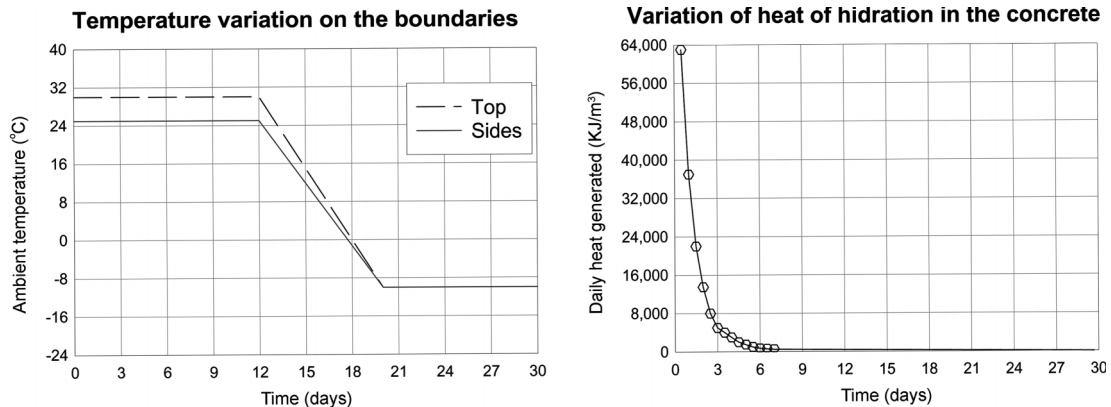 Temperature variation on the boundaries
40
32
24
16
8
0
-8
-16
-24
0 3 6 9 12 15 18 21 24 27 30
Ambient temperature (°C)
Time (days)
Top
Sides
Variation of heat of hidration in the concrete
64,000
56,000
48,000
40,000
32,000
24,000
16,000
8,000
0
0 3 6 9 12 15 18 21 24 27 30
Daily heat generated (KJ/m³)
Time (days)